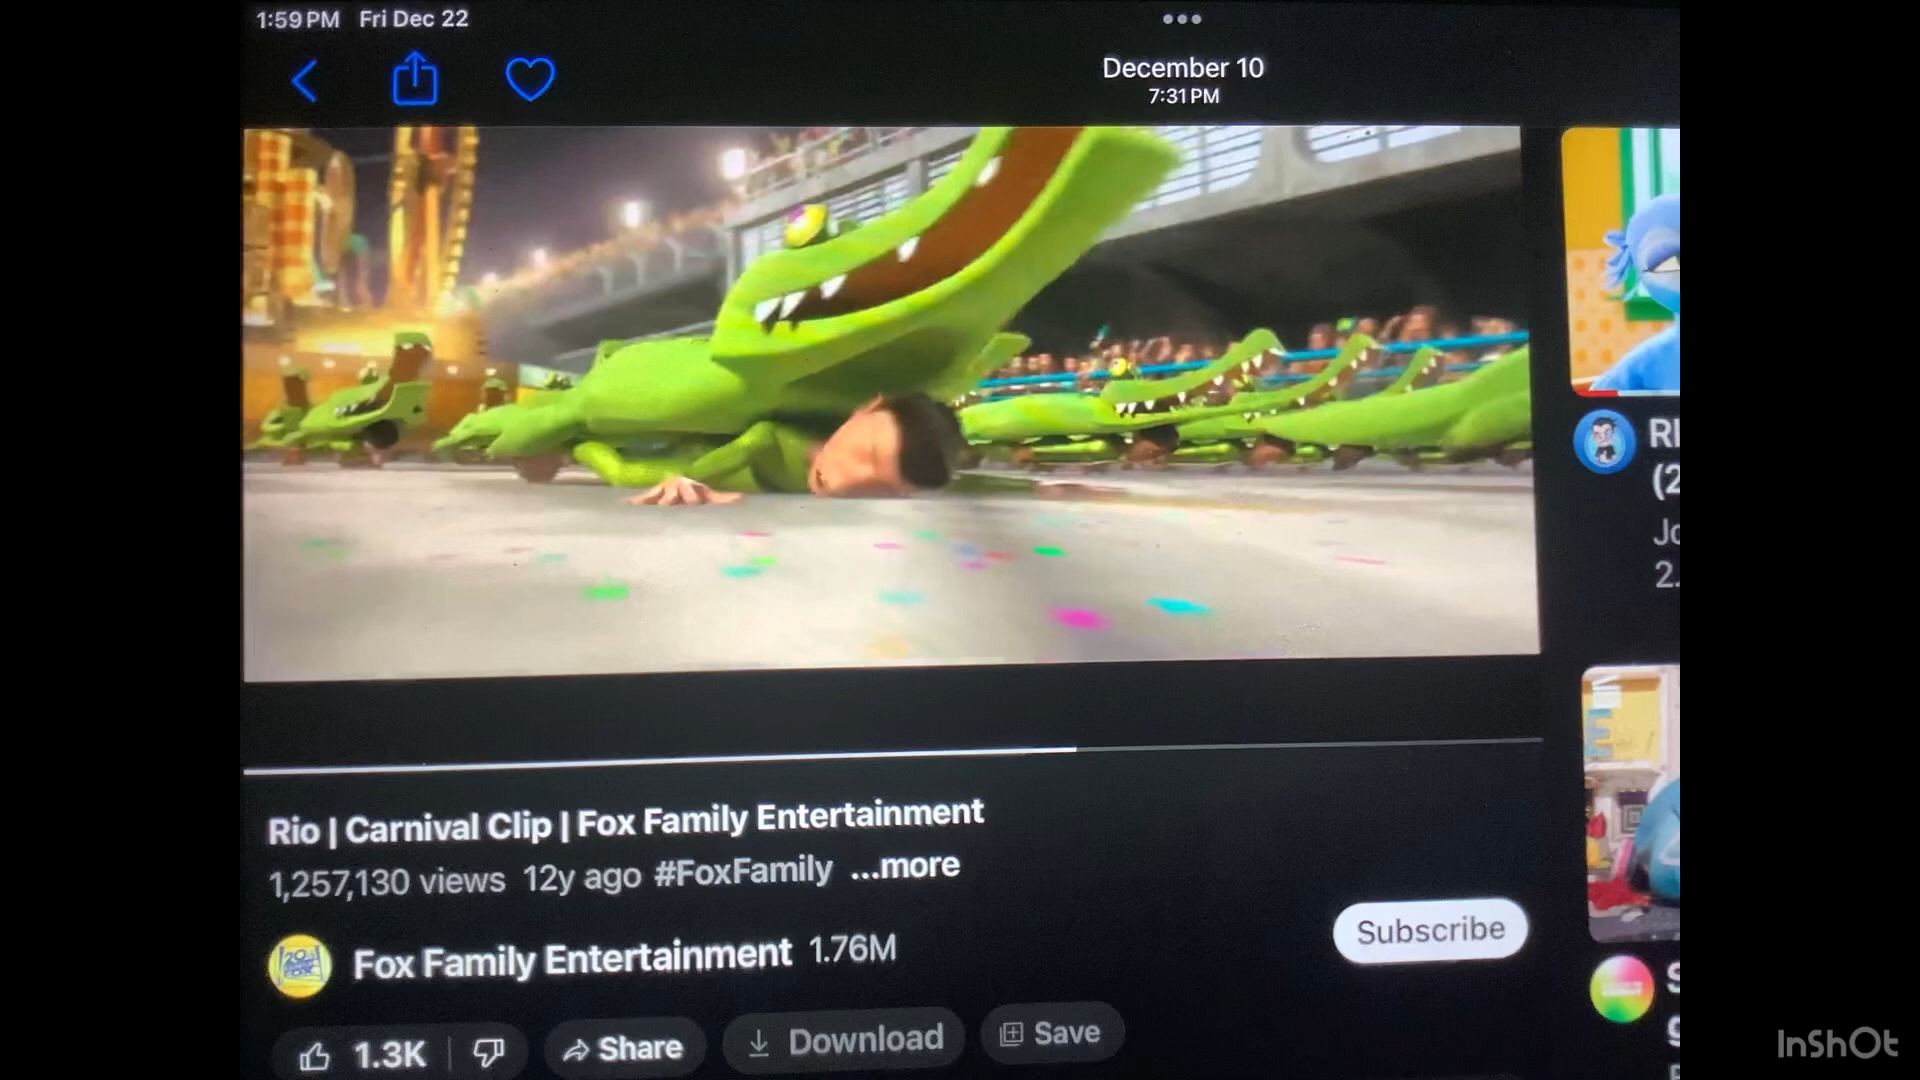 1:59 PM Fri Dec 22
December 10
7:31 PM
Rio | Carnival Clip | Fox Family Entertainment
1,257,130 views 12y ago #FoxFamily ...more
Fox Family Entertainment 1.76M
Subscribe
1.3K
Share
Download
Save
(2
InShOt